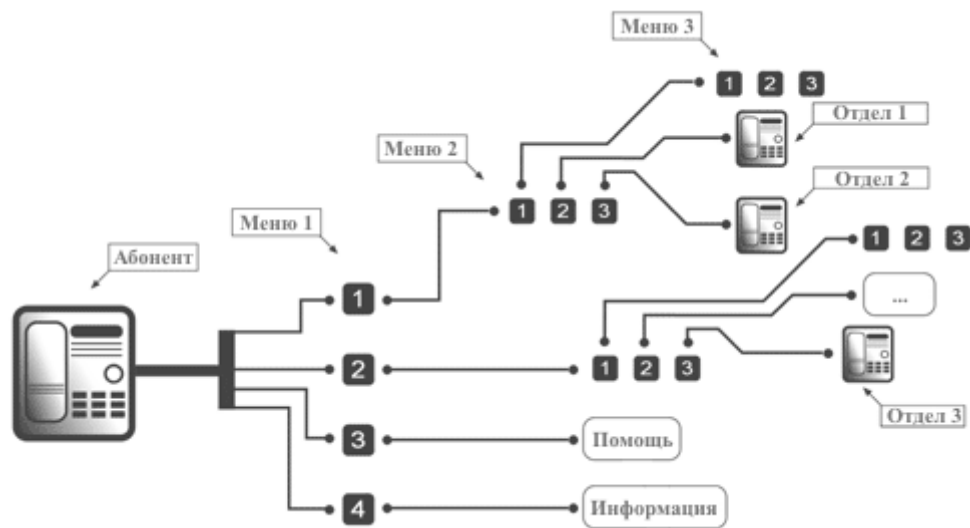 Меню 3
1 2 3
Отдел 1
Меню 2
1 2 3
Отдел 2
Меню 1
1 2 3
Абонент
1
...
2
1 2 3
Отдел 3
3
Помощь
4
Информация